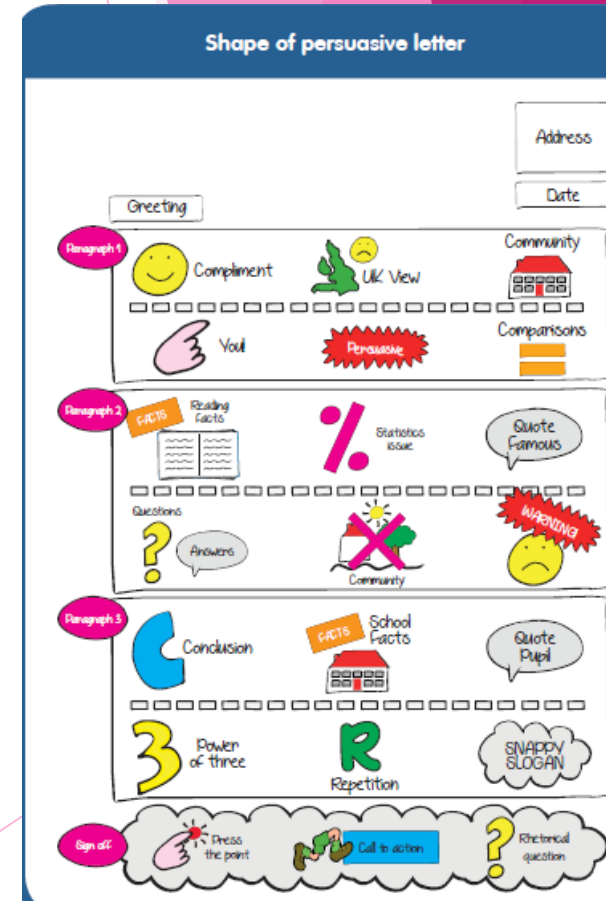 Shape of persuasive letter
Address
Date
Greeting
Paragraph 1
Compliment
UK View
Community
You!
Persuasive
Comparisons
Paragraph 2
FACTS
Reading
facts
Statistics
issue
Quote
Famous
Questions
Answers
Community
WARNING!
Paragraph 3
Conclusion
FACTS
School
facts
Quote
Pupil
3
Power
of three
R
Repetition
SNAPPY
SLOGAN
Sign off
Press
the point
Call to action
Rhetorical
question